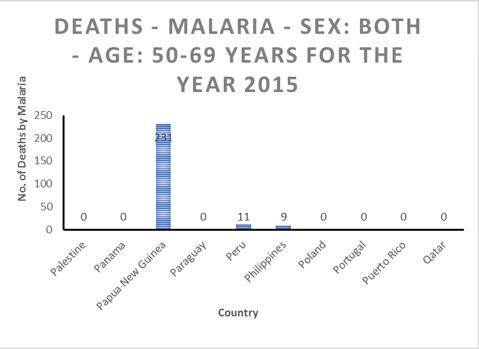 DEATHS - MALARIA - SEX: BOTH
- AGE: 50-69 YEARS FOR THE
YEAR 2015
No. of Deaths by Malaria
250
200
150
100
50
0
0
0
231
0
11
9
0
0
0
0
Palestine
Panama
Papua New Guinea
Paraguay
Peru
Philippines
Poland
Portugal
Puerto Rico
Qatar
Country